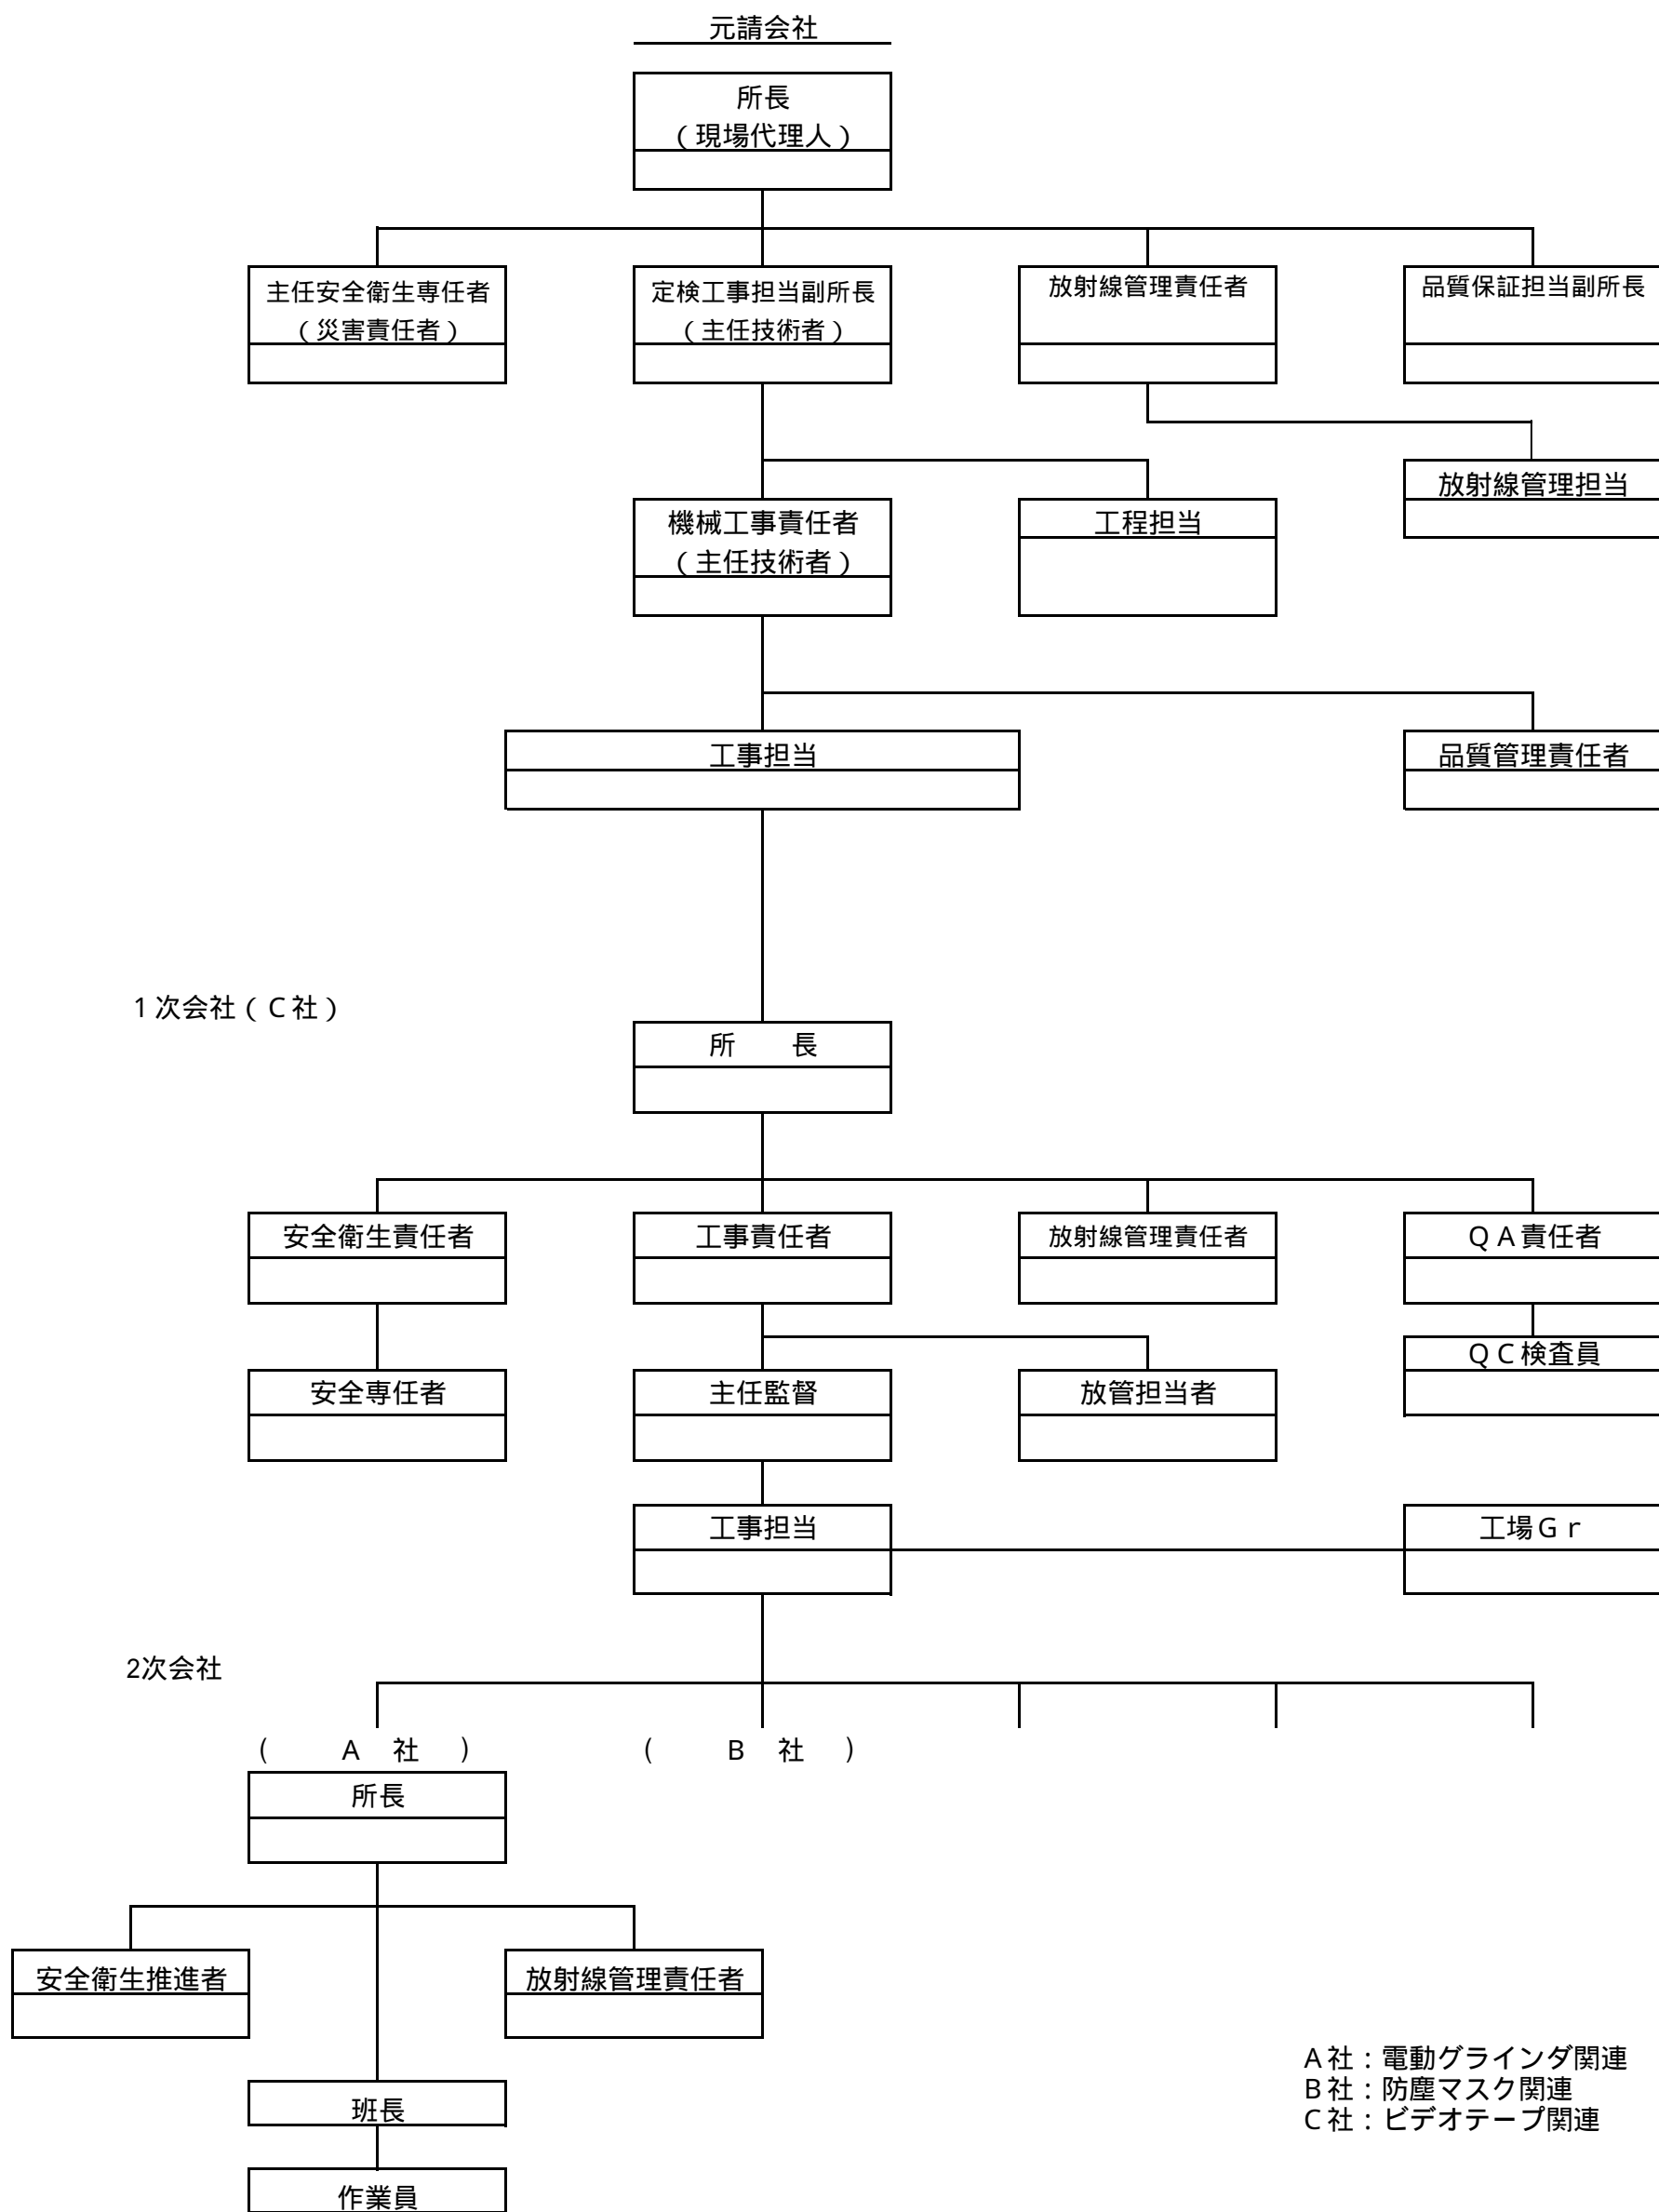 元請会社
所長
（現場代理人）
主任安全衛生専任者
（災害責任者）
定検工事担当副所長
（主任技術者）
放射線管理責任者
品質保証担当副所長
放射線管理担当
機械工事責任者
（主任技術者）
工程担当
工事担当
品質管理責任者
1次会社（C社）
所　　長
安全衛生責任者
工事責任者
放射線管理責任者
ＱＡ責任者
ＱＣ検査員
安全専任者
主任監督
放管担当者
工事担当
工場Ｇｒ
2次会社
(　　A　社　)
(　　B　社　)
所長
安全衛生推進者
放射線管理責任者
A社：電動グラインダ関連
B社：防塵マスク関連
C社：ビデオテープ関連
班長
作業員